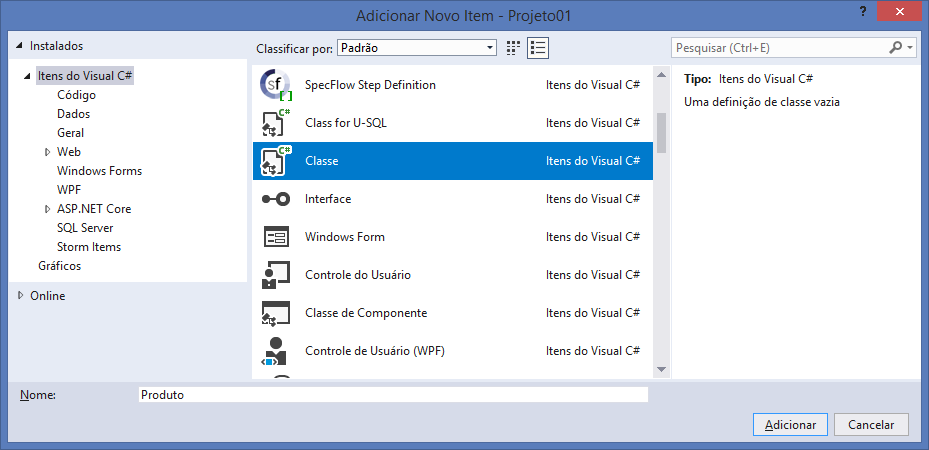 Adicionar Novo Item - Projeto01
?
Instalados
Classificar por: Padrão
Pesquisar (Ctrl+E)
Itens do Visual C#
Código
Dados
Geral
Web
Windows Forms
WPF
ASP.NET Core
SQL Server
Storm Items
Gráficos
Online
SpecFlow Step Definition Itens do Visual C#
Class for U-SQL Itens do Visual C#
Classe Itens do Visual C#
Interface Itens do Visual C#
Windows Form Itens do Visual C#
Controle do Usuário Itens do Visual C#
Classe de Componente Itens do Visual C#
Controle de Usuário (WPF) Itens do Visual C#
Tipo: Itens do Visual C#
Uma definição de classe vazia
Nome: Produto
Adicionar Cancelar